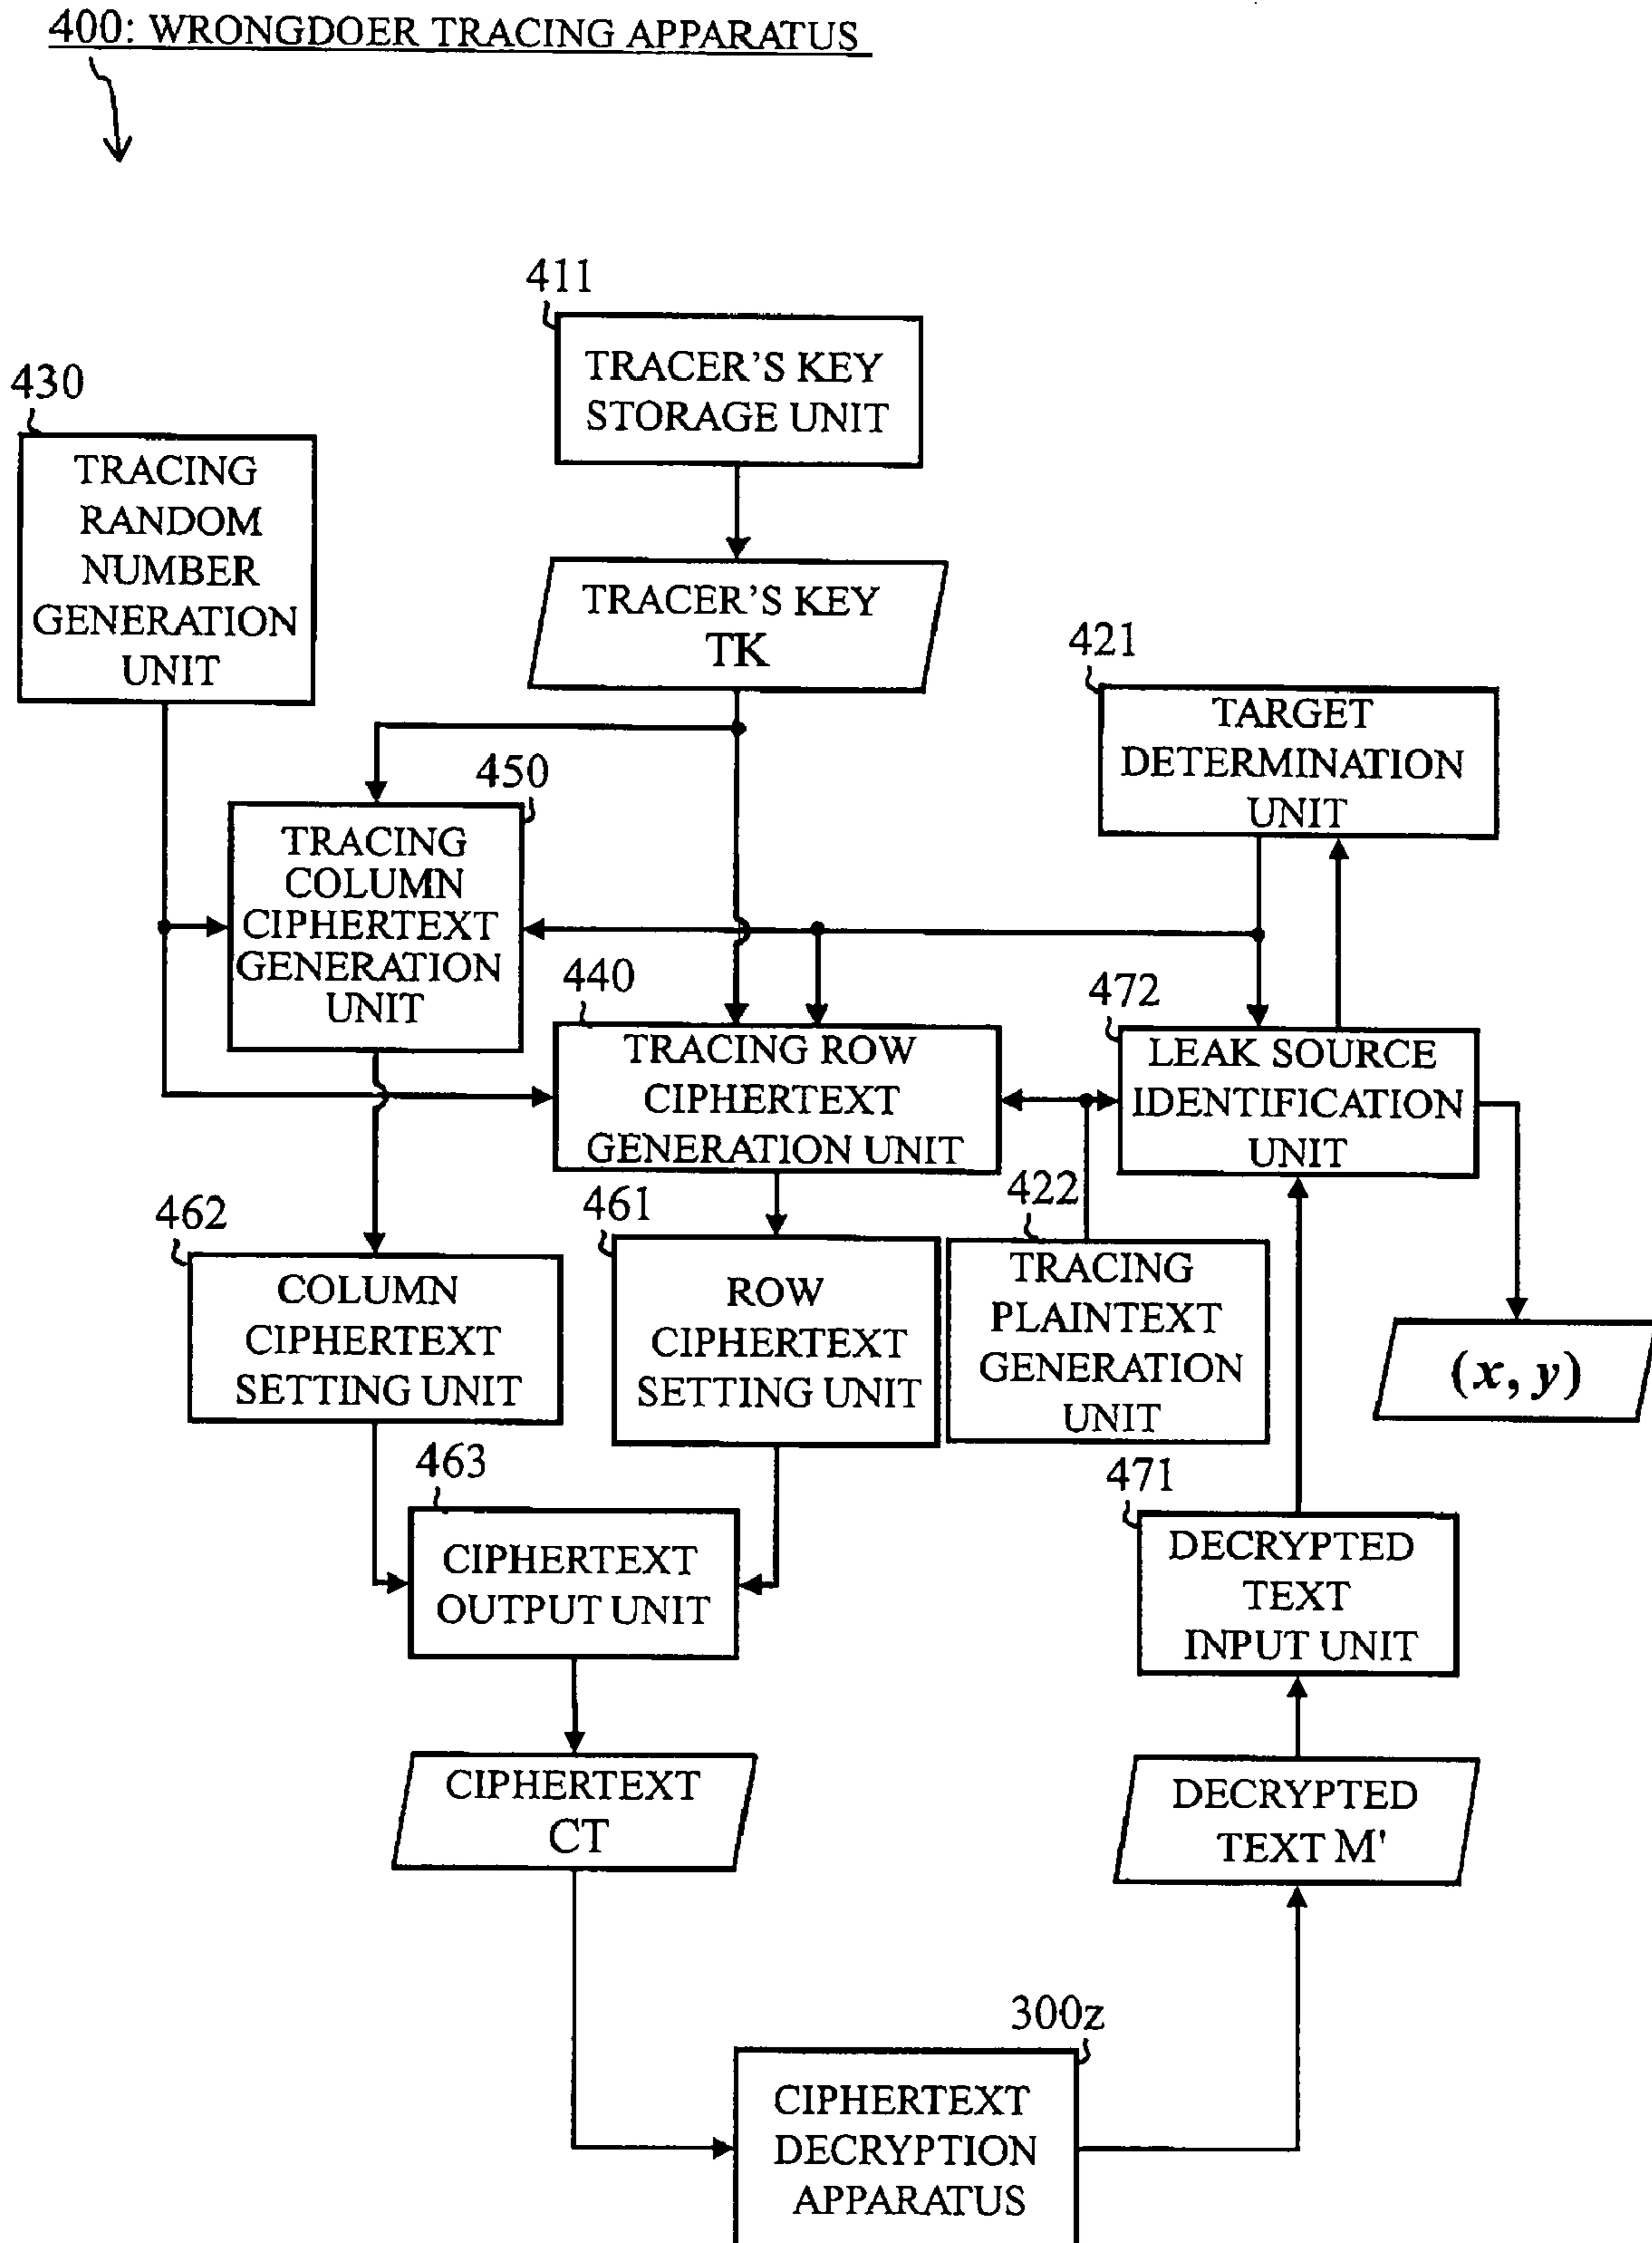 400: WRONGDOER TRACING APPARATUS
411
TRACER'S KEY
STORAGE UNIT
430
TRACING
RANDOM
NUMBER
GENERATION
UNIT
TRACER'S KEY
TK
421
TARGET
DETERMINATION
UNIT
450
TRACING
COLUMN
CIPHERTEXT
GENERATION
UNIT
440
TRACING ROW
CIPHERTEXT
GENERATION UNIT
472
LEAK SOURCE
IDENTIFICATION
UNIT
462
COLUMN
CIPHERTEXT
SETTING UNIT
461
ROW
CIPHERTEXT
SETTING UNIT
422
TRACING
PLAINTEXT
GENERATION
UNIT
(x, y)
463
CIPHERTEXT
OUTPUT UNIT
471
DECRYPTED
TEXT
INPUT UNIT
CIPHERTEXT
CT
DECRYPTED
TEXT M'
300z
CIPHERTEXT
DECRYPTION
APPARATUS